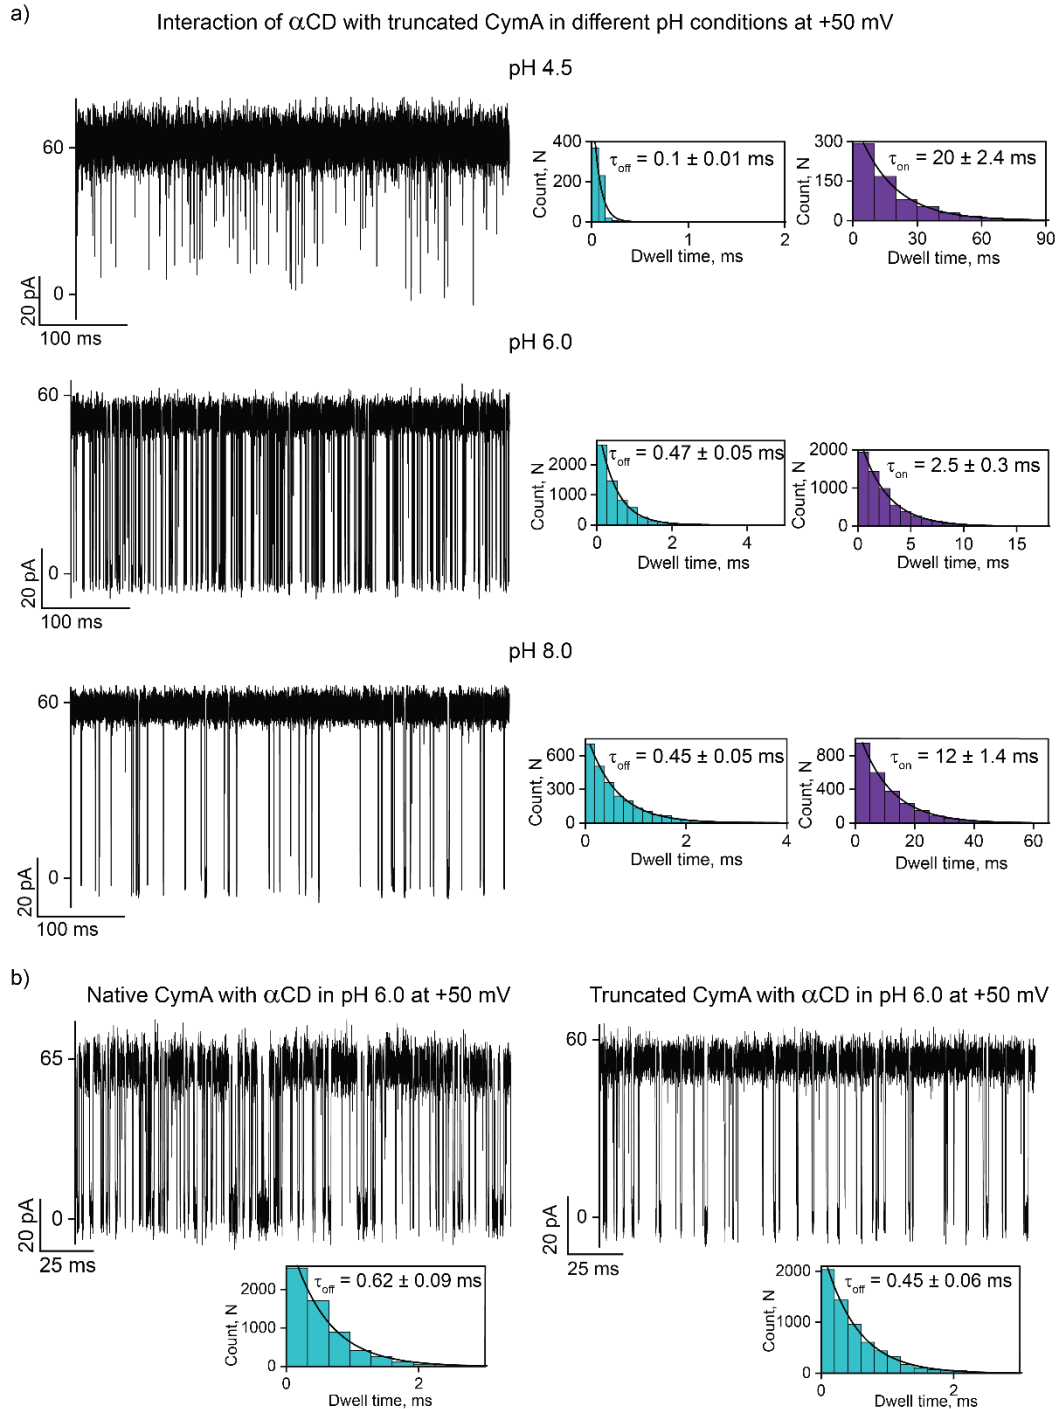 a)
Interaction of αCD with truncated CymA in different pH conditions at +50 mV
pH 4.5
60
0
20 pA
100 ms
Count, N
400
200
0
τoff = 0.1 ± 0.01 ms
0 1 2
Dwell time, ms
Count, N
300
150
0
τon = 20 ± 2.4 ms
0 30 60 90
Dwell time, ms
pH 6.0
60
0
20 pA
100 ms
Count, N
2000
1000
0
τoff = 0.47 ± 0.05 ms
0 2 4
Dwell time, ms
Count, N
2000
1000
0
τon = 2.5 ± 0.3 ms
0 5 10 15
Dwell time, ms
pH 8.0
60
0
20 pA
100 ms
Count, N
600
300
0
τoff = 0.45 ± 0.05 ms
0 2 4
Dwell time, ms
Count, N
800
400
0
τon = 12 ± 1.4 ms
0 20 40 60
Dwell time, ms
b)
Native CymA with αCD in pH 6.0 at +50 mV
65
0
20 pA
25 ms
Count, N
2000
1000
0
τoff = 0.62 ± 0.09 ms
0 2
Dwell time, ms
Truncated CymA with αCD in pH 6.0 at +50 mV
60
0
20 pA
25 ms
Count, N
2000
1000
0
τoff = 0.45 ± 0.06 ms
0 2
Dwell time, ms